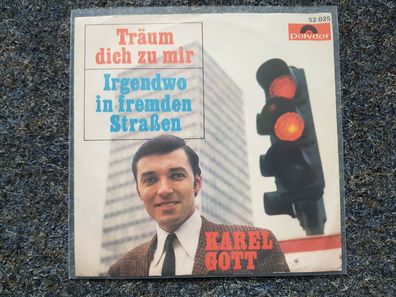 Träum
dich zu mir
Irgendwo
in fremden
Straßen
52 825
Polydor
KAREL
GOTT